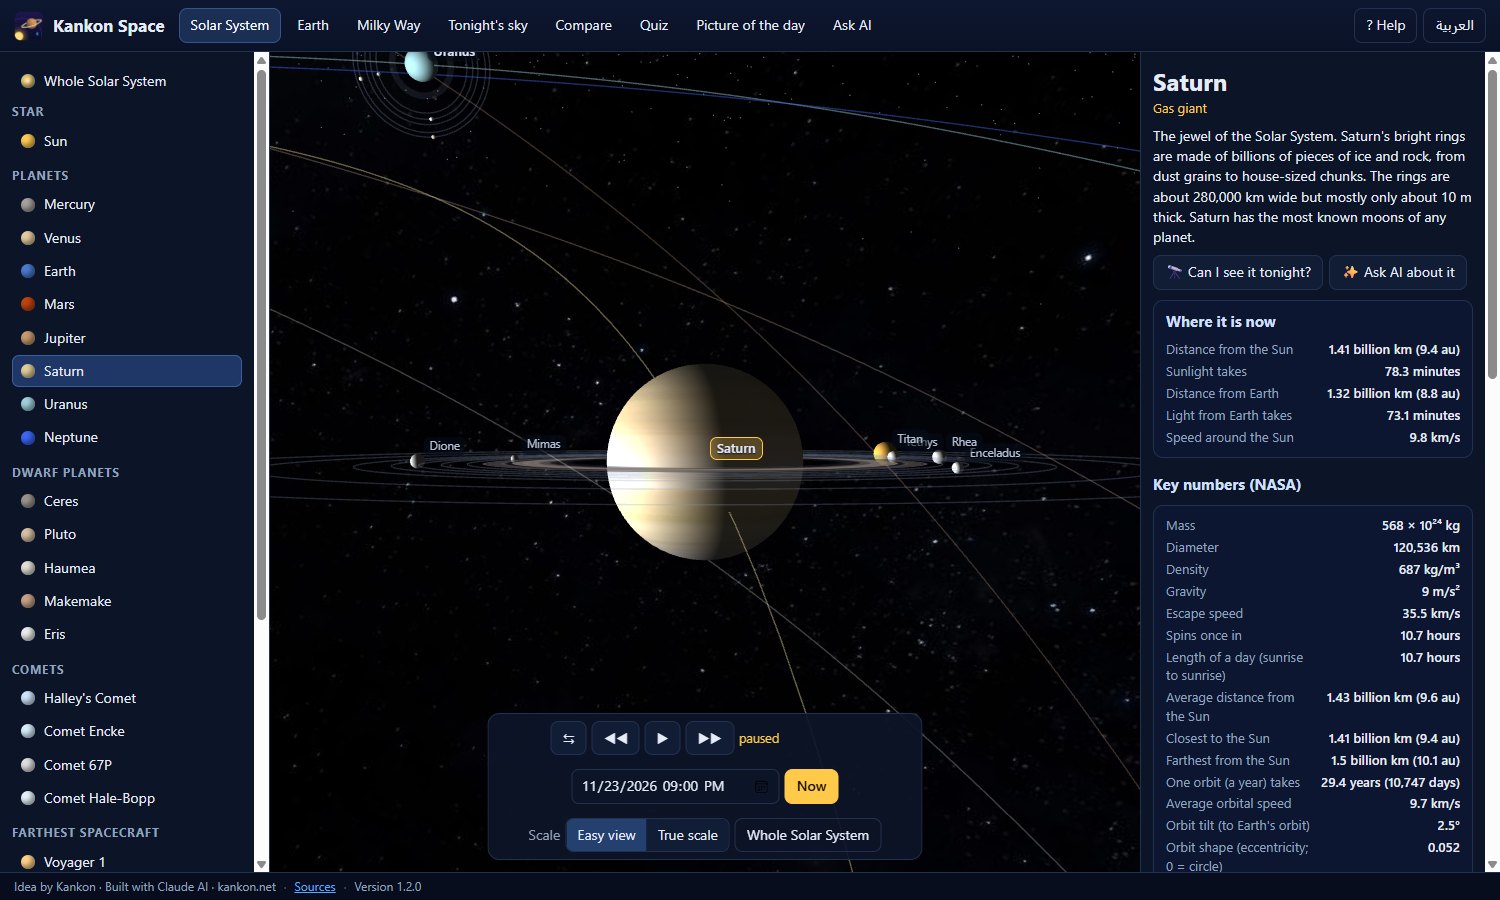 Kankon Space
Solar System
Earth
Milky Way
Tonight's sky
Compare
Quiz
Picture of the day
Ask AI
? Help
العربية
Whole Solar System
STAR
Sun
PLANETS
Mercury
Venus
Earth
Mars
Jupiter
Saturn
Uranus
Neptune
DWARF PLANETS
Ceres
Pluto
Haumea
Makemake
Eris
COMETS
Halley's Comet
Comet Encke
Comet 67P
Comet Hale-Bopp
FARTHEST SPACECRAFT
Voyager 1
Uranus
Dione
Mimas
Saturn
Titan
Rhea
Enceladus
paused
11/23/2026 09:00 PM
Now
Scale
Easy view
True scale
Whole Solar System
Saturn
Gas giant
The jewel of the Solar System. Saturn's bright rings
are made of billions of pieces of ice and rock, from
dust grains to house-sized chunks. The rings are
about 280,000 km wide but mostly only about 10 m
thick. Saturn has the most known moons of any
planet.
Can I see it tonight?
Ask AI about it
Where it is now
Distance from the Sun 1.41 billion km (9.4 au)
Sunlight takes 78.3 minutes
Distance from Earth 1.32 billion km (8.8 au)
Light from Earth takes 73.1 minutes
Speed around the Sun 9.8 km/s
Key numbers (NASA)
Mass 568 × 10²⁴ kg
Diameter 120,536 km
Density 687 kg/m³
Gravity 9 m/s²
Escape speed 35.5 km/s
Spins once in 10.7 hours
Length of a day (sunrise 10.7 hours
to sunrise)
Average distance from 1.43 billion km (9.6 au)
the Sun
Closest to the Sun 1.41 billion km (9.4 au)
Farthest from the Sun 1.5 billion km (10.1 au)
One orbit (a year) takes 29.4 years (10,747 days)
Average orbital speed 9.7 km/s
Orbit tilt (to Earth's orbit) 2.5°
Orbit shape (eccentricity; 0.052
0 = circle)
Idea by Kankon · Built with Claude AI · kankon.net · Sources · Version 1.2.0